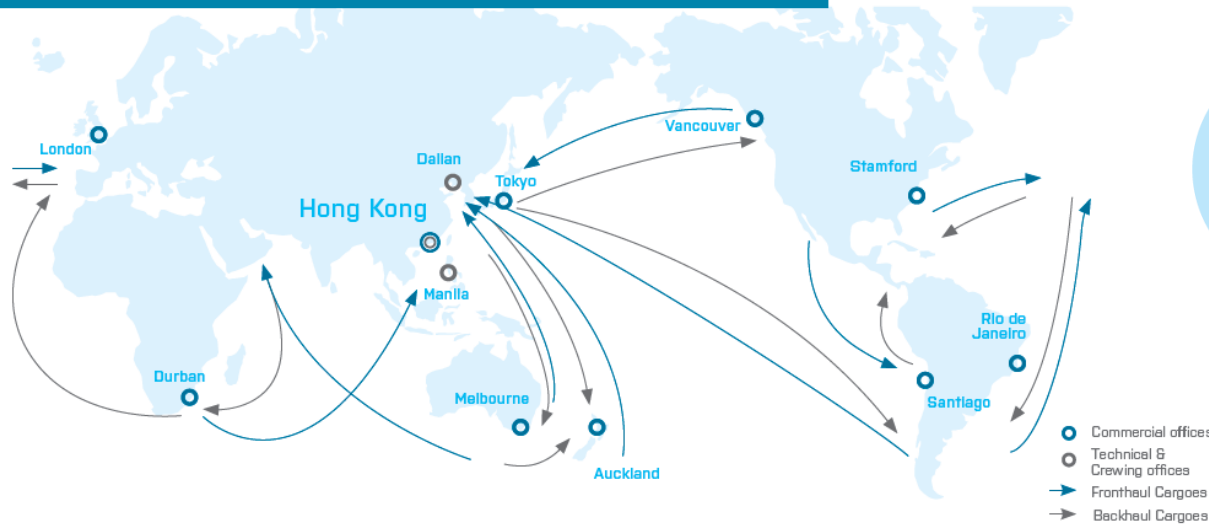 London
Dalian
Tokyo
Hong Kong
Manila
Durban
Melbourne
Auckland
Vancouver
Stamford
Rio de
Janeiro
Santiago
Commercial offices
Technical &
Crewing offices
Fronthaul Cargoes
Backhaul Cargoes